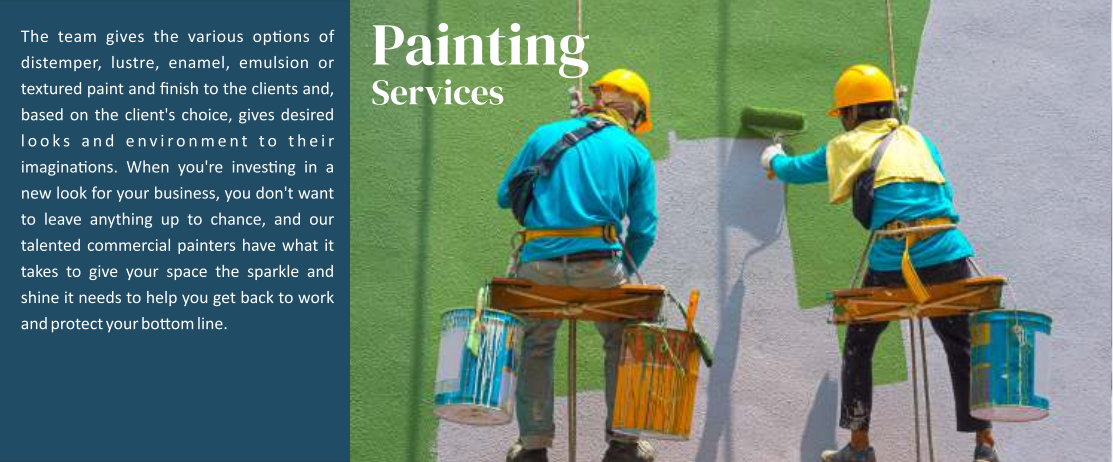 The team gives the various options of
distemper, lustre, enamel, emulsion or
textured paint and finish to the clients and,
based on the client's choice, gives desired
looks and environment to their
imaginations. When you're investing in a
new look for your business, you don't want
to leave anything up to chance, and our
talented commercial painters have what it
takes to give your space the sparkle and
shine it needs to help you get back to work
and protect your bottom line.
Painting
Services